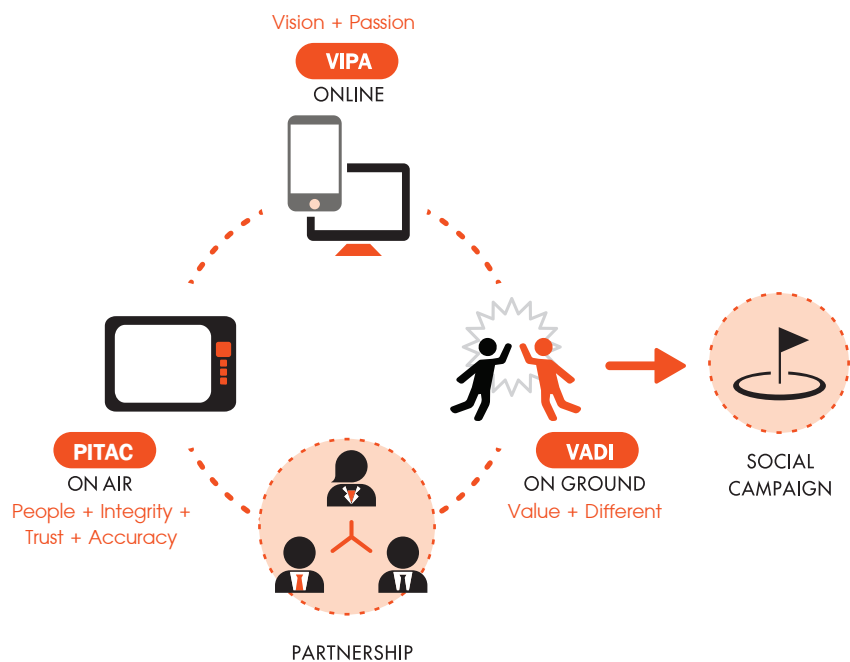 Vision + Passion
VIPA
ONLINE
PITAC
ON AIR
People + Integrity +
Trust + Accuracy
VADI
ON GROUND
Value + Different
SOCIAL
CAMPAIGN
PARTNERSHIP